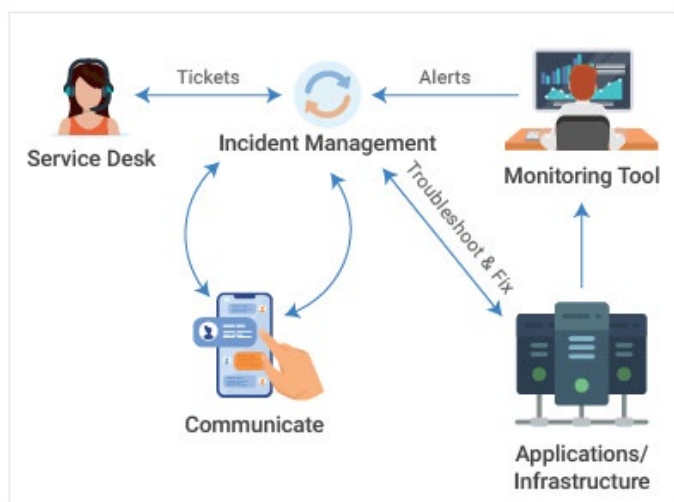 Tickets
Alerts
Service Desk
Incident Management
Monitoring Tool
Troubleshoot & Fix
Communicate
Applications/
Infrastructure